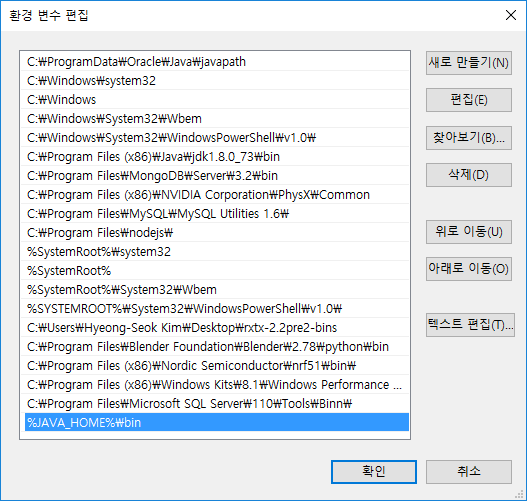 환경 변수 편집
C:₩ProgramData₩Oracle₩Java₩javapath
C:₩Windows₩system32
C:₩Windows
C:₩Windows₩System32₩Wbem
C:₩Windows₩System32₩WindowsPowerShell₩v1.0₩
C:₩Program Files (x86)₩Java₩jdk1.8.0_73₩bin
C:₩Program Files₩MongoDB₩Server₩3.2₩bin
C:₩Program Files (x86)₩NVIDIA Corporation₩PhysX₩Common
C:₩Program Files₩MySQL₩MySQL Utilities 1.6₩
C:₩Program Files₩nodejs₩
%SystemRoot%₩system32
%SystemRoot%
%SystemRoot%₩System32₩Wbem
%SYSTEMROOT%₩System32₩WindowsPowerShell₩v1.0₩
C:₩Users₩Hyeong-Seok Kim₩Desktop₩rxtx-2.2pre2-bins
C:₩Program Files₩Blender Foundation₩Blender₩2.78₩python₩bin
C:₩Program Files (x86)₩Nordic Semiconductor₩nrf51₩bin₩
C:₩Program Files (x86)₩Windows Kits₩8.1₩Windows Performance ...
C:₩Program Files₩Microsoft SQL Server₩110₩Tools₩Binn₩
%JAVA_HOME%₩bin
새로 만들기(N)
편집(E)
찾아보기(B)...
삭제(D)
위로 이동(U)
아래로 이동(O)
텍스트 편집(T)...
확인
취소